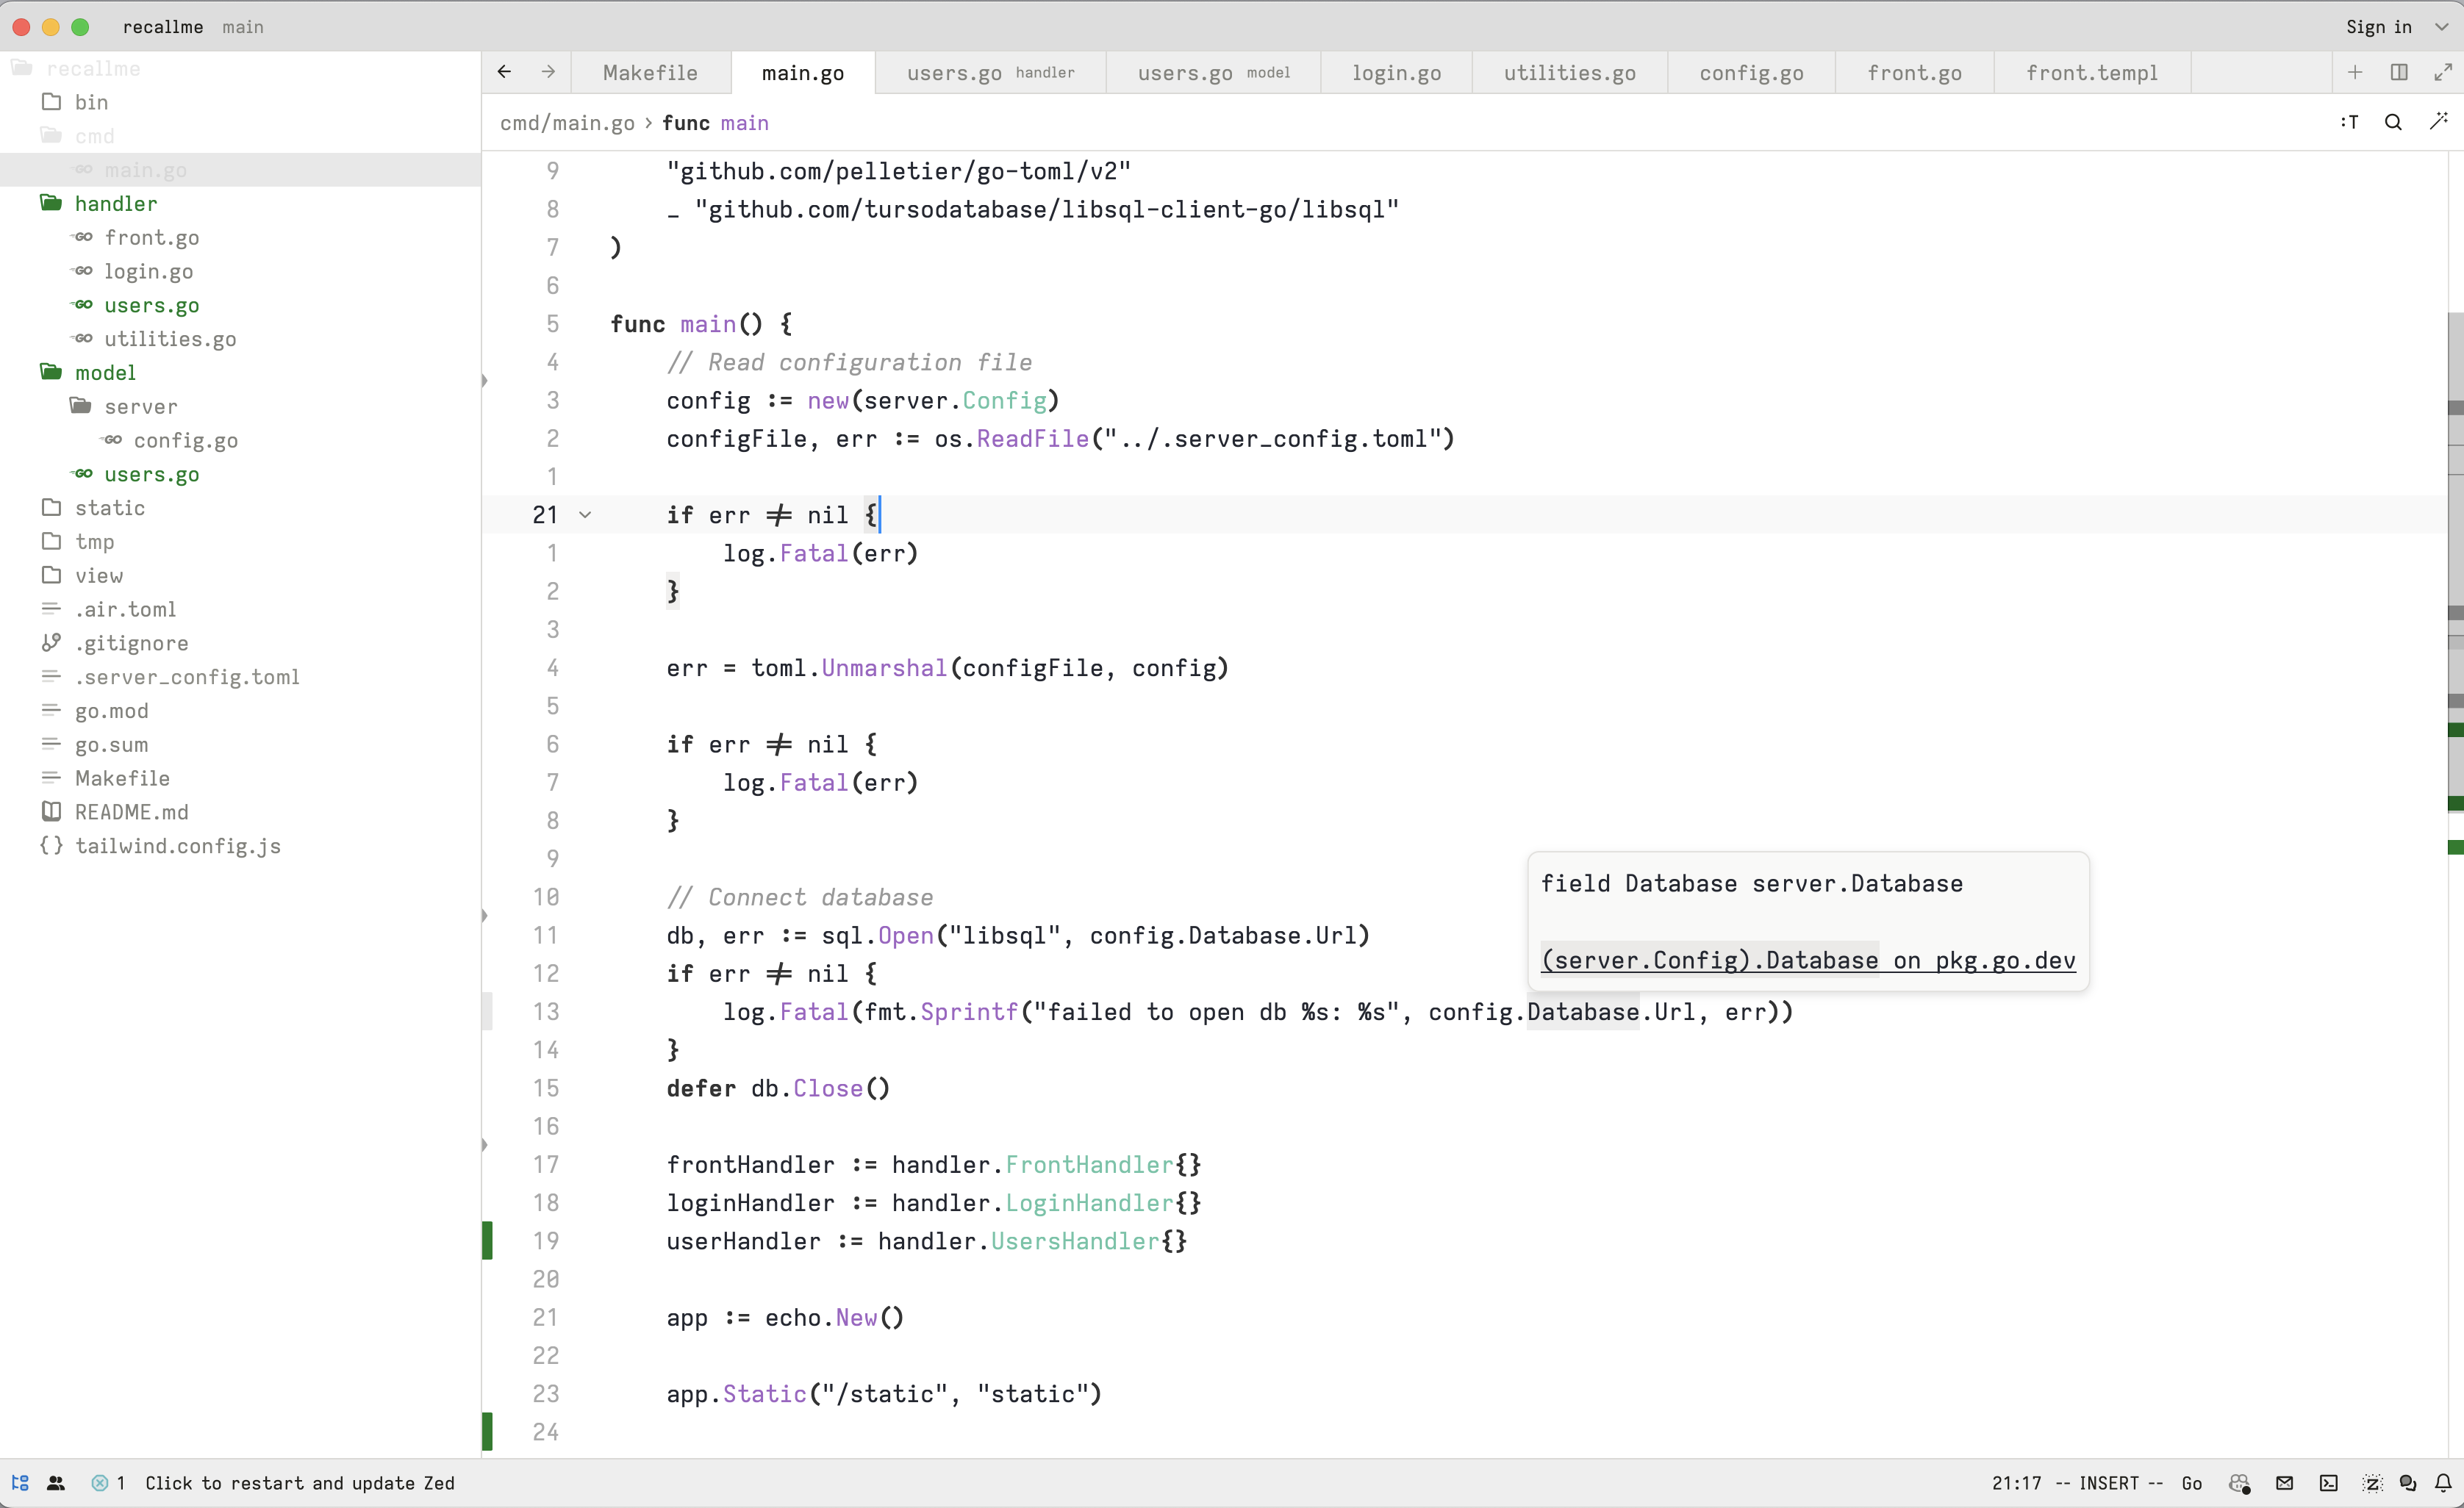 recallme main
Sign in
recallme
bin
cmd
main.go
handler
front.go
login.go
users.go
utilities.go
model
server
config.go
users.go
static
tmp
view
.air.toml
.gitignore
.server_config.toml
go.mod
go.sum
Makefile
README.md
tailwind.config.js
Makefile main.go users.go handler users.go model login.go utilities.go config.go front.go front.templ
cmd/main.go › func main
:T
9 "github.com/pelletier/go-toml/v2"
8 _ "github.com/tursodatabase/libsql-client-go/libsql"
7 )
6
5 func main() {
4 // Read configuration file
3 config := new(server.Config)
2 configFile, err := os.ReadFile("../.server_config.toml")
1
21 if err != nil {
1 log.Fatal(err)
2 }
3
4 err = toml.Unmarshal(configFile, config)
5
6 if err != nil {
7 log.Fatal(err)
8 }
9
10 // Connect database
11 db, err := sql.Open("libsql", config.Database.Url)
12 if err != nil {
13 log.Fatal(fmt.Sprintf("failed to open db %s: %s", config.Database.Url, err))
14 }
15 defer db.Close()
16
17 frontHandler := handler.FrontHandler{}
18 loginHandler := handler.LoginHandler{}
19 userHandler := handler.UsersHandler{}
20
21 app := echo.New()
22
23 app.Static("/static", "static")
24
field Database server.Database
(server.Config).Database on pkg.go.dev
1 Click to restart and update Zed
21:17 -- INSERT -- Go